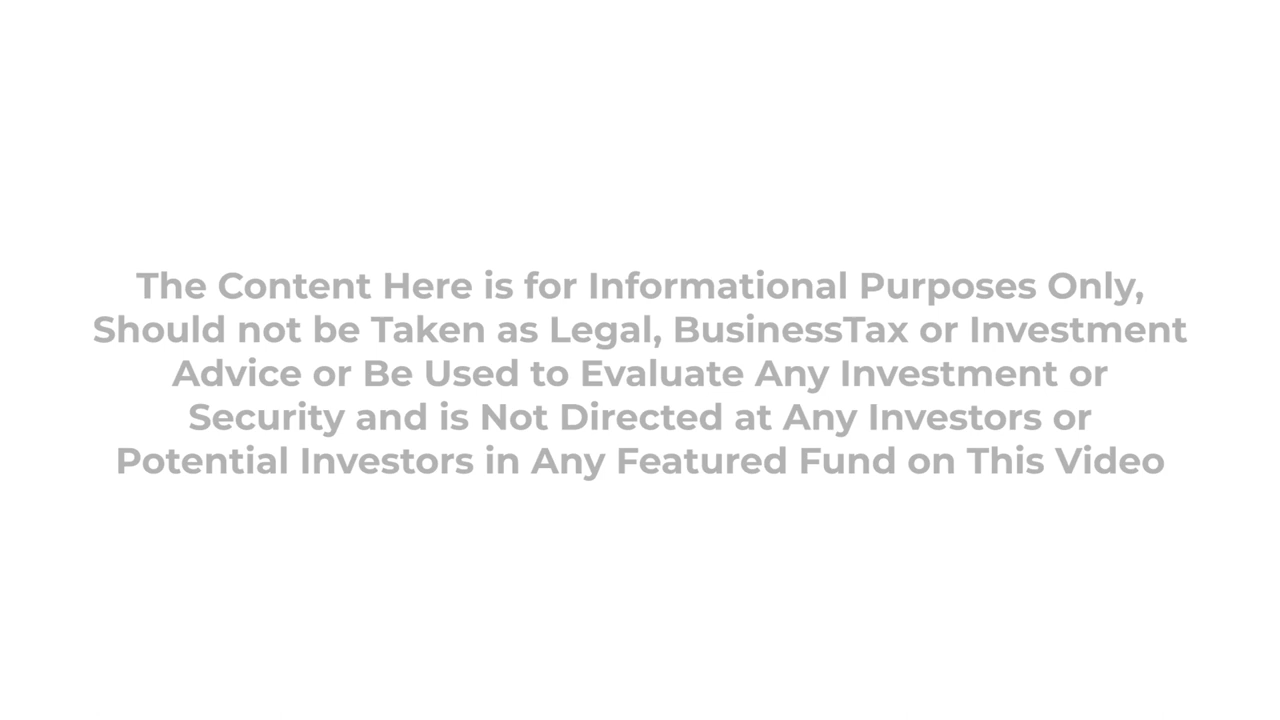 The Content Here is for Informational Purposes Only,
Should not be Taken as Legal, BusinessTax or Investment
Advice or Be Used to Evaluate Any Investment or
Security and is Not Directed at Any Investors or
Potential Investors in Any Featured Fund on This Video